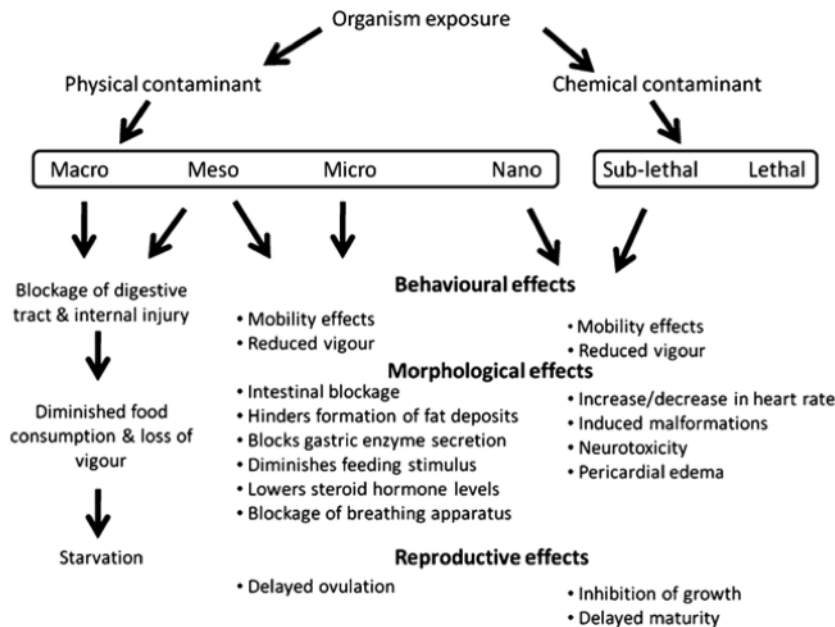 Organism exposure
Physical contaminant
Chemical contaminant
Macro Meso Micro Nano
Sub-lethal Lethal
Blockage of digestive
tract & internal injury
Diminished food
consumption & loss of
vigour
Starvation
Behavioural effects
• Mobility effects
• Reduced vigour
• Mobility effects
• Reduced vigour
Morphological effects
• Intestinal blockage
• Hinders formation of fat deposits
• Blocks gastric enzyme secretion
• Diminishes feeding stimulus
• Lowers steroid hormone levels
• Blockage of breathing apparatus
• Increase/decrease in heart rate
• Induced malformations
• Neurotoxicity
• Pericardial edema
Reproductive effects
• Delayed ovulation
• Inhibition of growth
• Delayed maturity